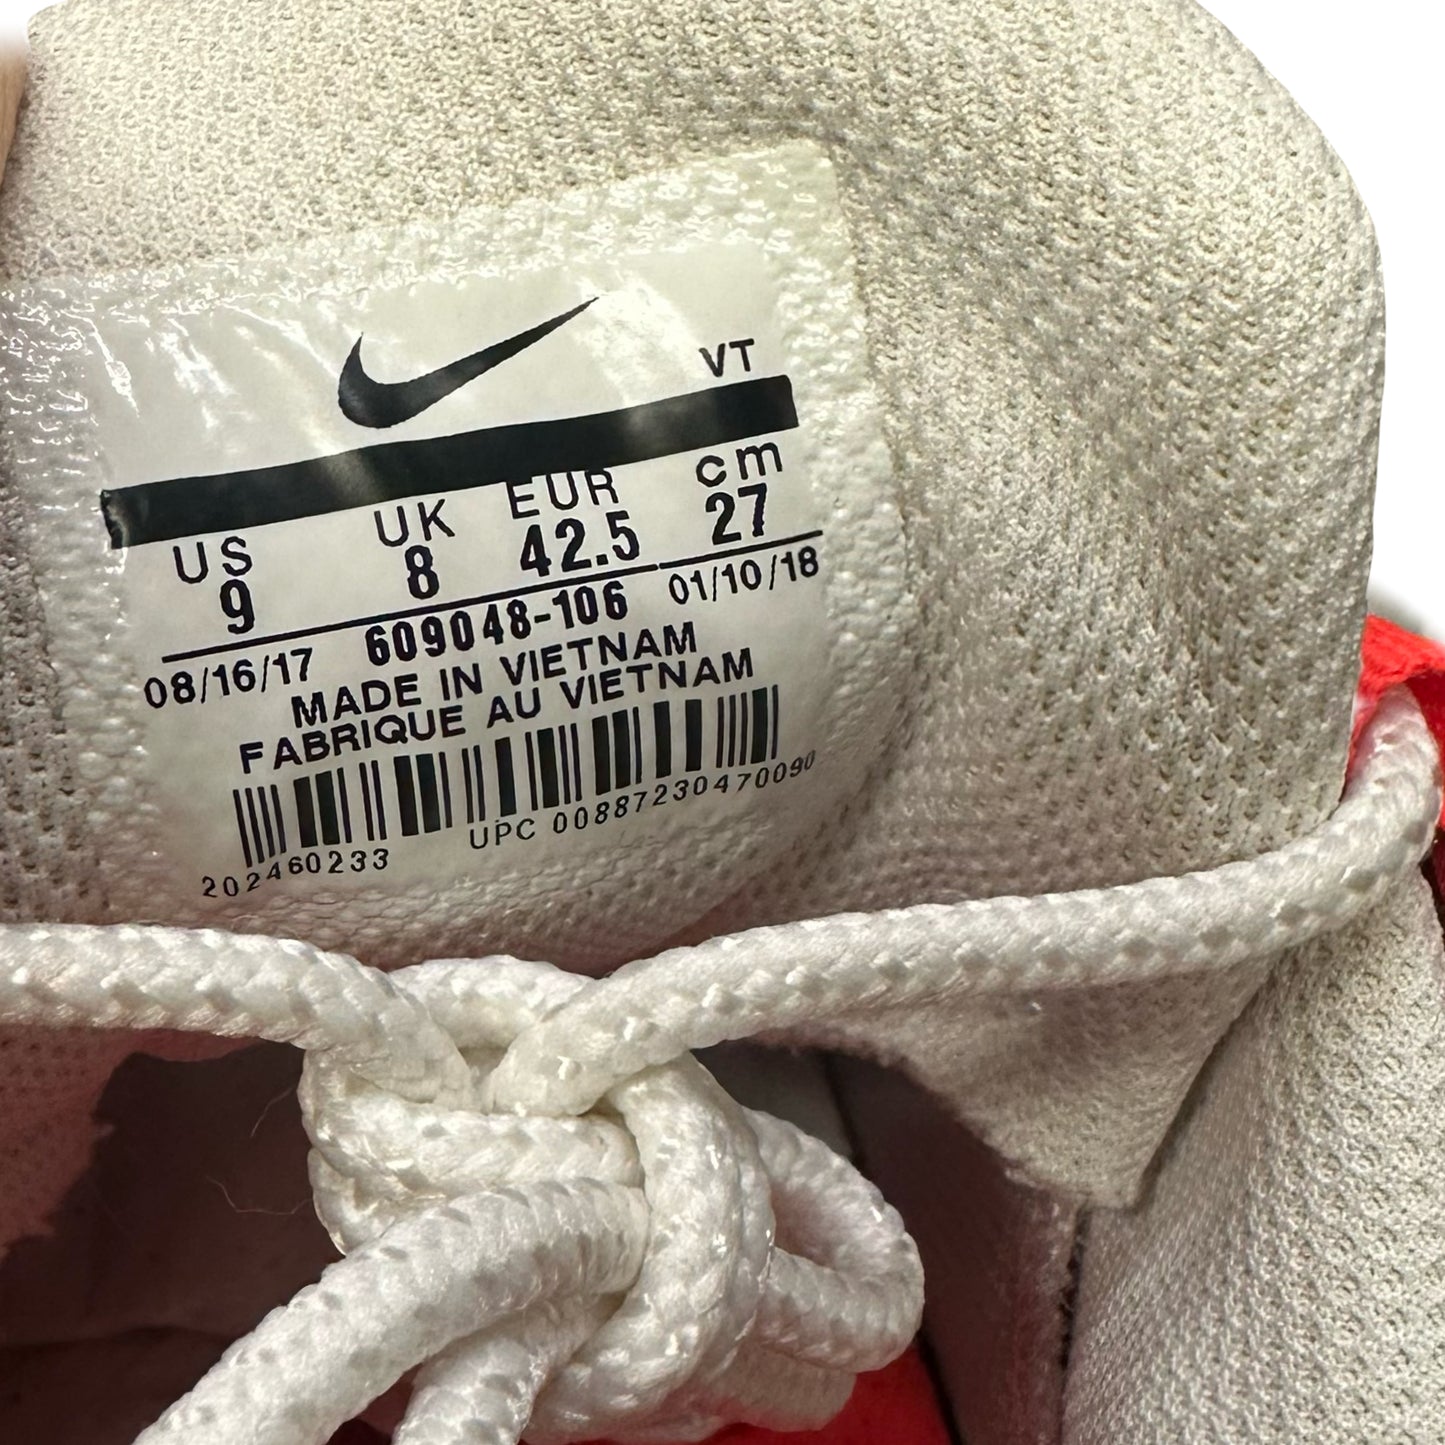 VT
US UK EUR cm
9 8 42.5 27
08/16/17 609048-106 01/10/18
MADE IN VIETNAM
FABRIQUE AU VIETNAM
202460233 UPC 00887230470090